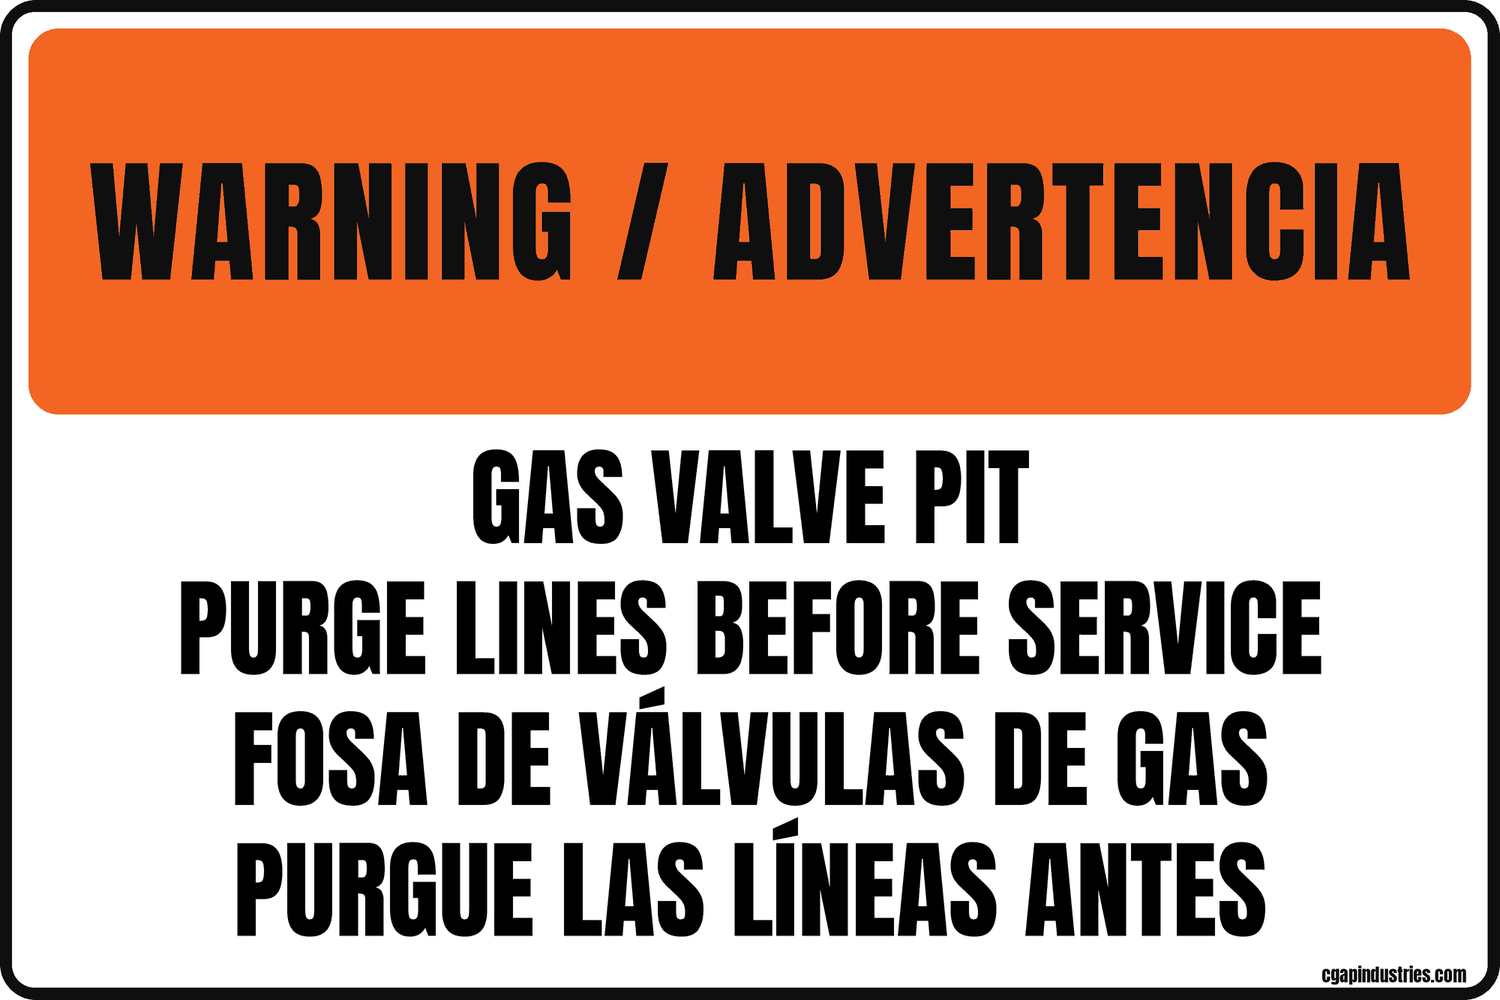 WARNING / ADVERTENCIA
GAS VALVE PIT
PURGE LINES BEFORE SERVICE
FOSA DE VÁLVULAS DE GAS
PURGUE LAS LÍNEAS ANTES
cgapindustries.com